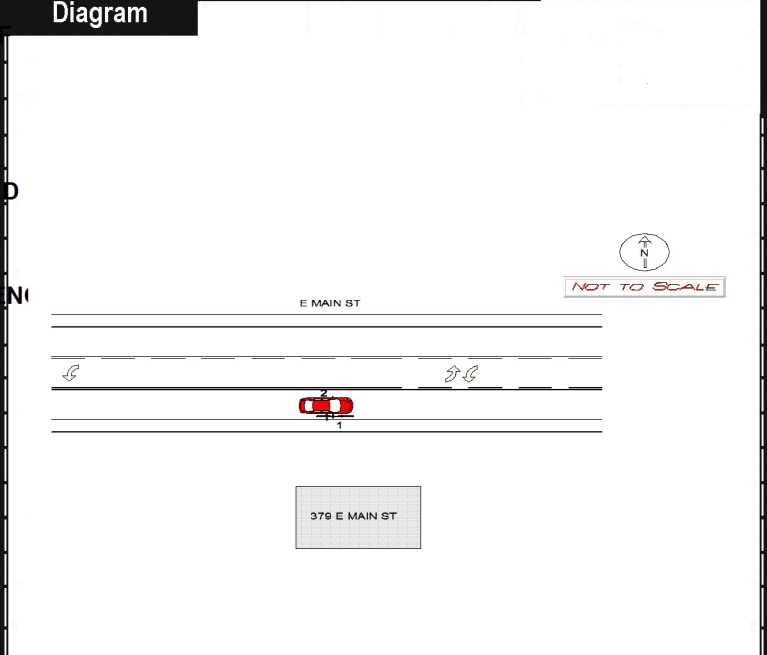 Diagram
D
N
NOT TO SCALE
E MAIN ST
2
1
379 E MAIN ST